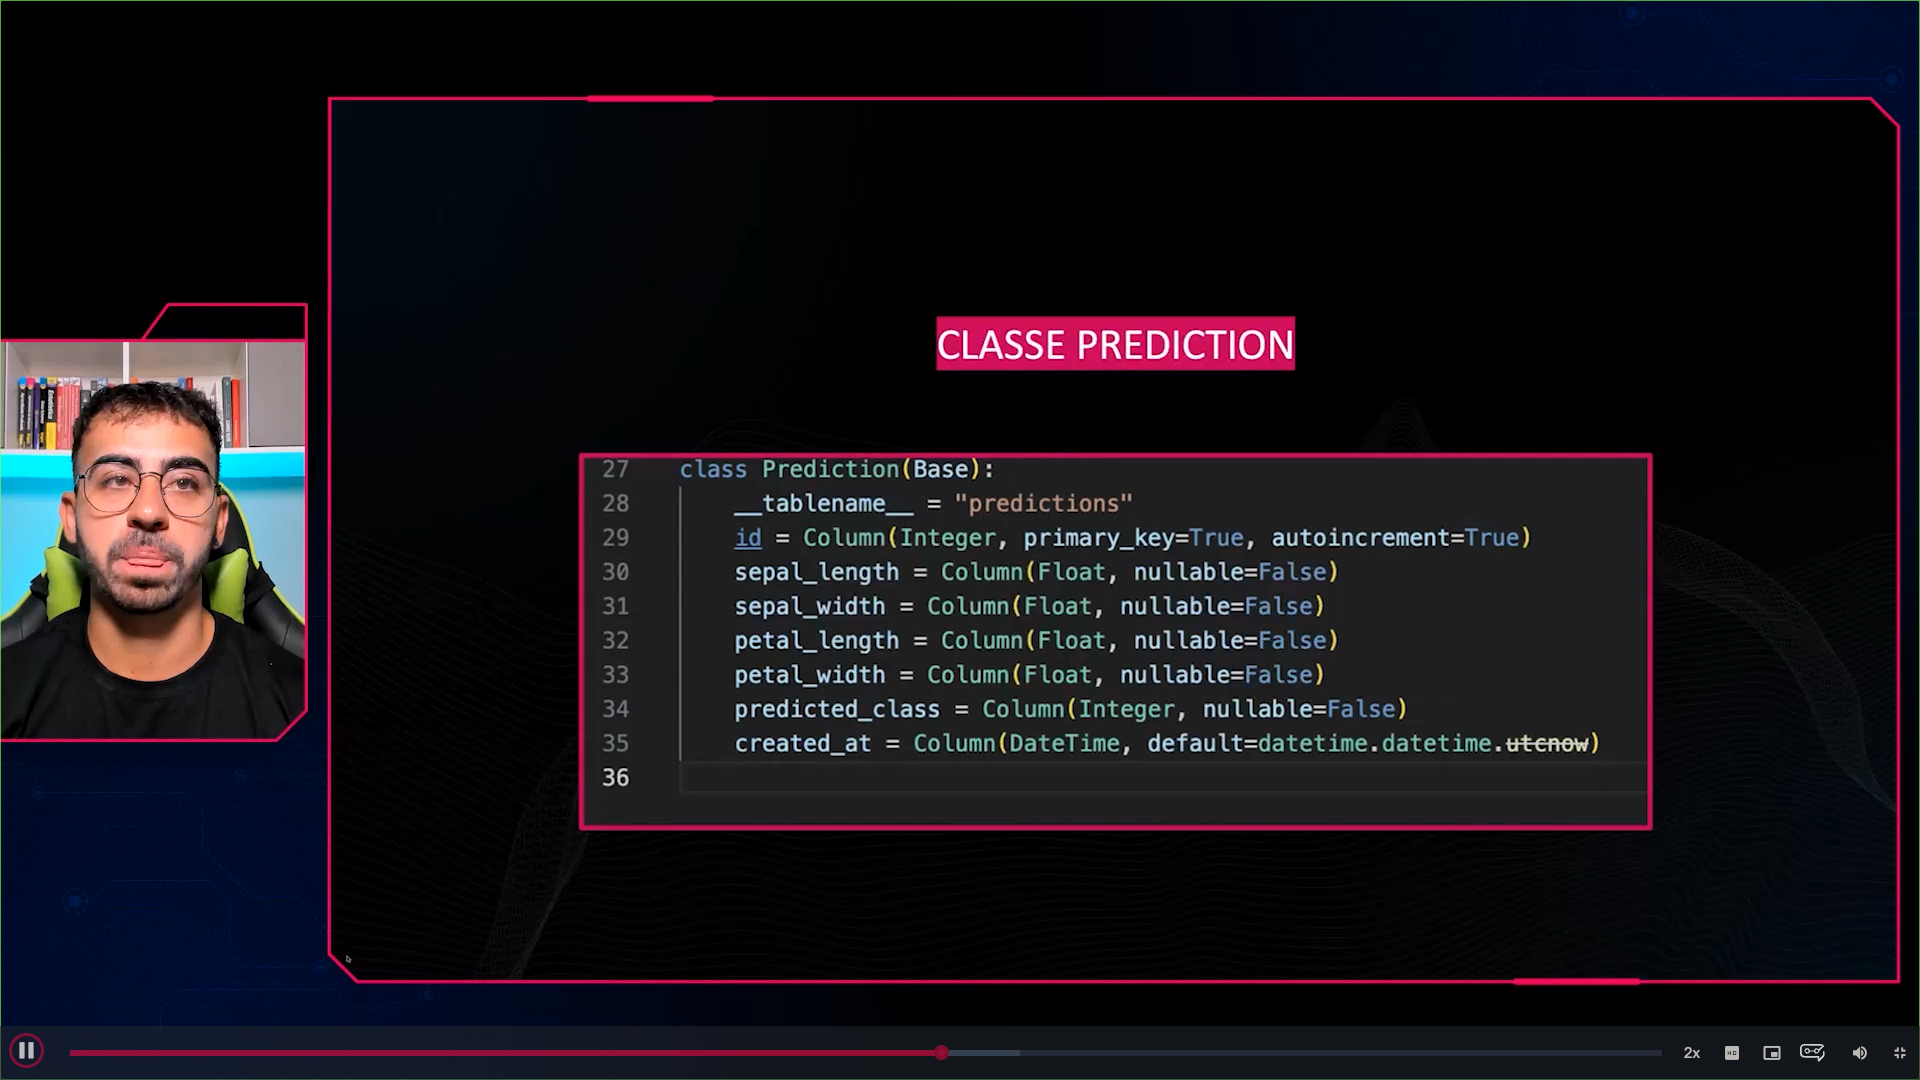 CLASSE PREDICTION
27 class Prediction(Base):
28 __tablename__ = "predictions"
29 id = Column(Integer, primary_key=True, autoincrement=True)
30 sepal_length = Column(Float, nullable=False)
31 sepal_width = Column(Float, nullable=False)
32 petal_length = Column(Float, nullable=False)
33 petal_width = Column(Float, nullable=False)
34 predicted_class = Column(Integer, nullable=False)
35 created_at = Column(DateTime, default=datetime.datetime.utcnow)
36
2x
HD